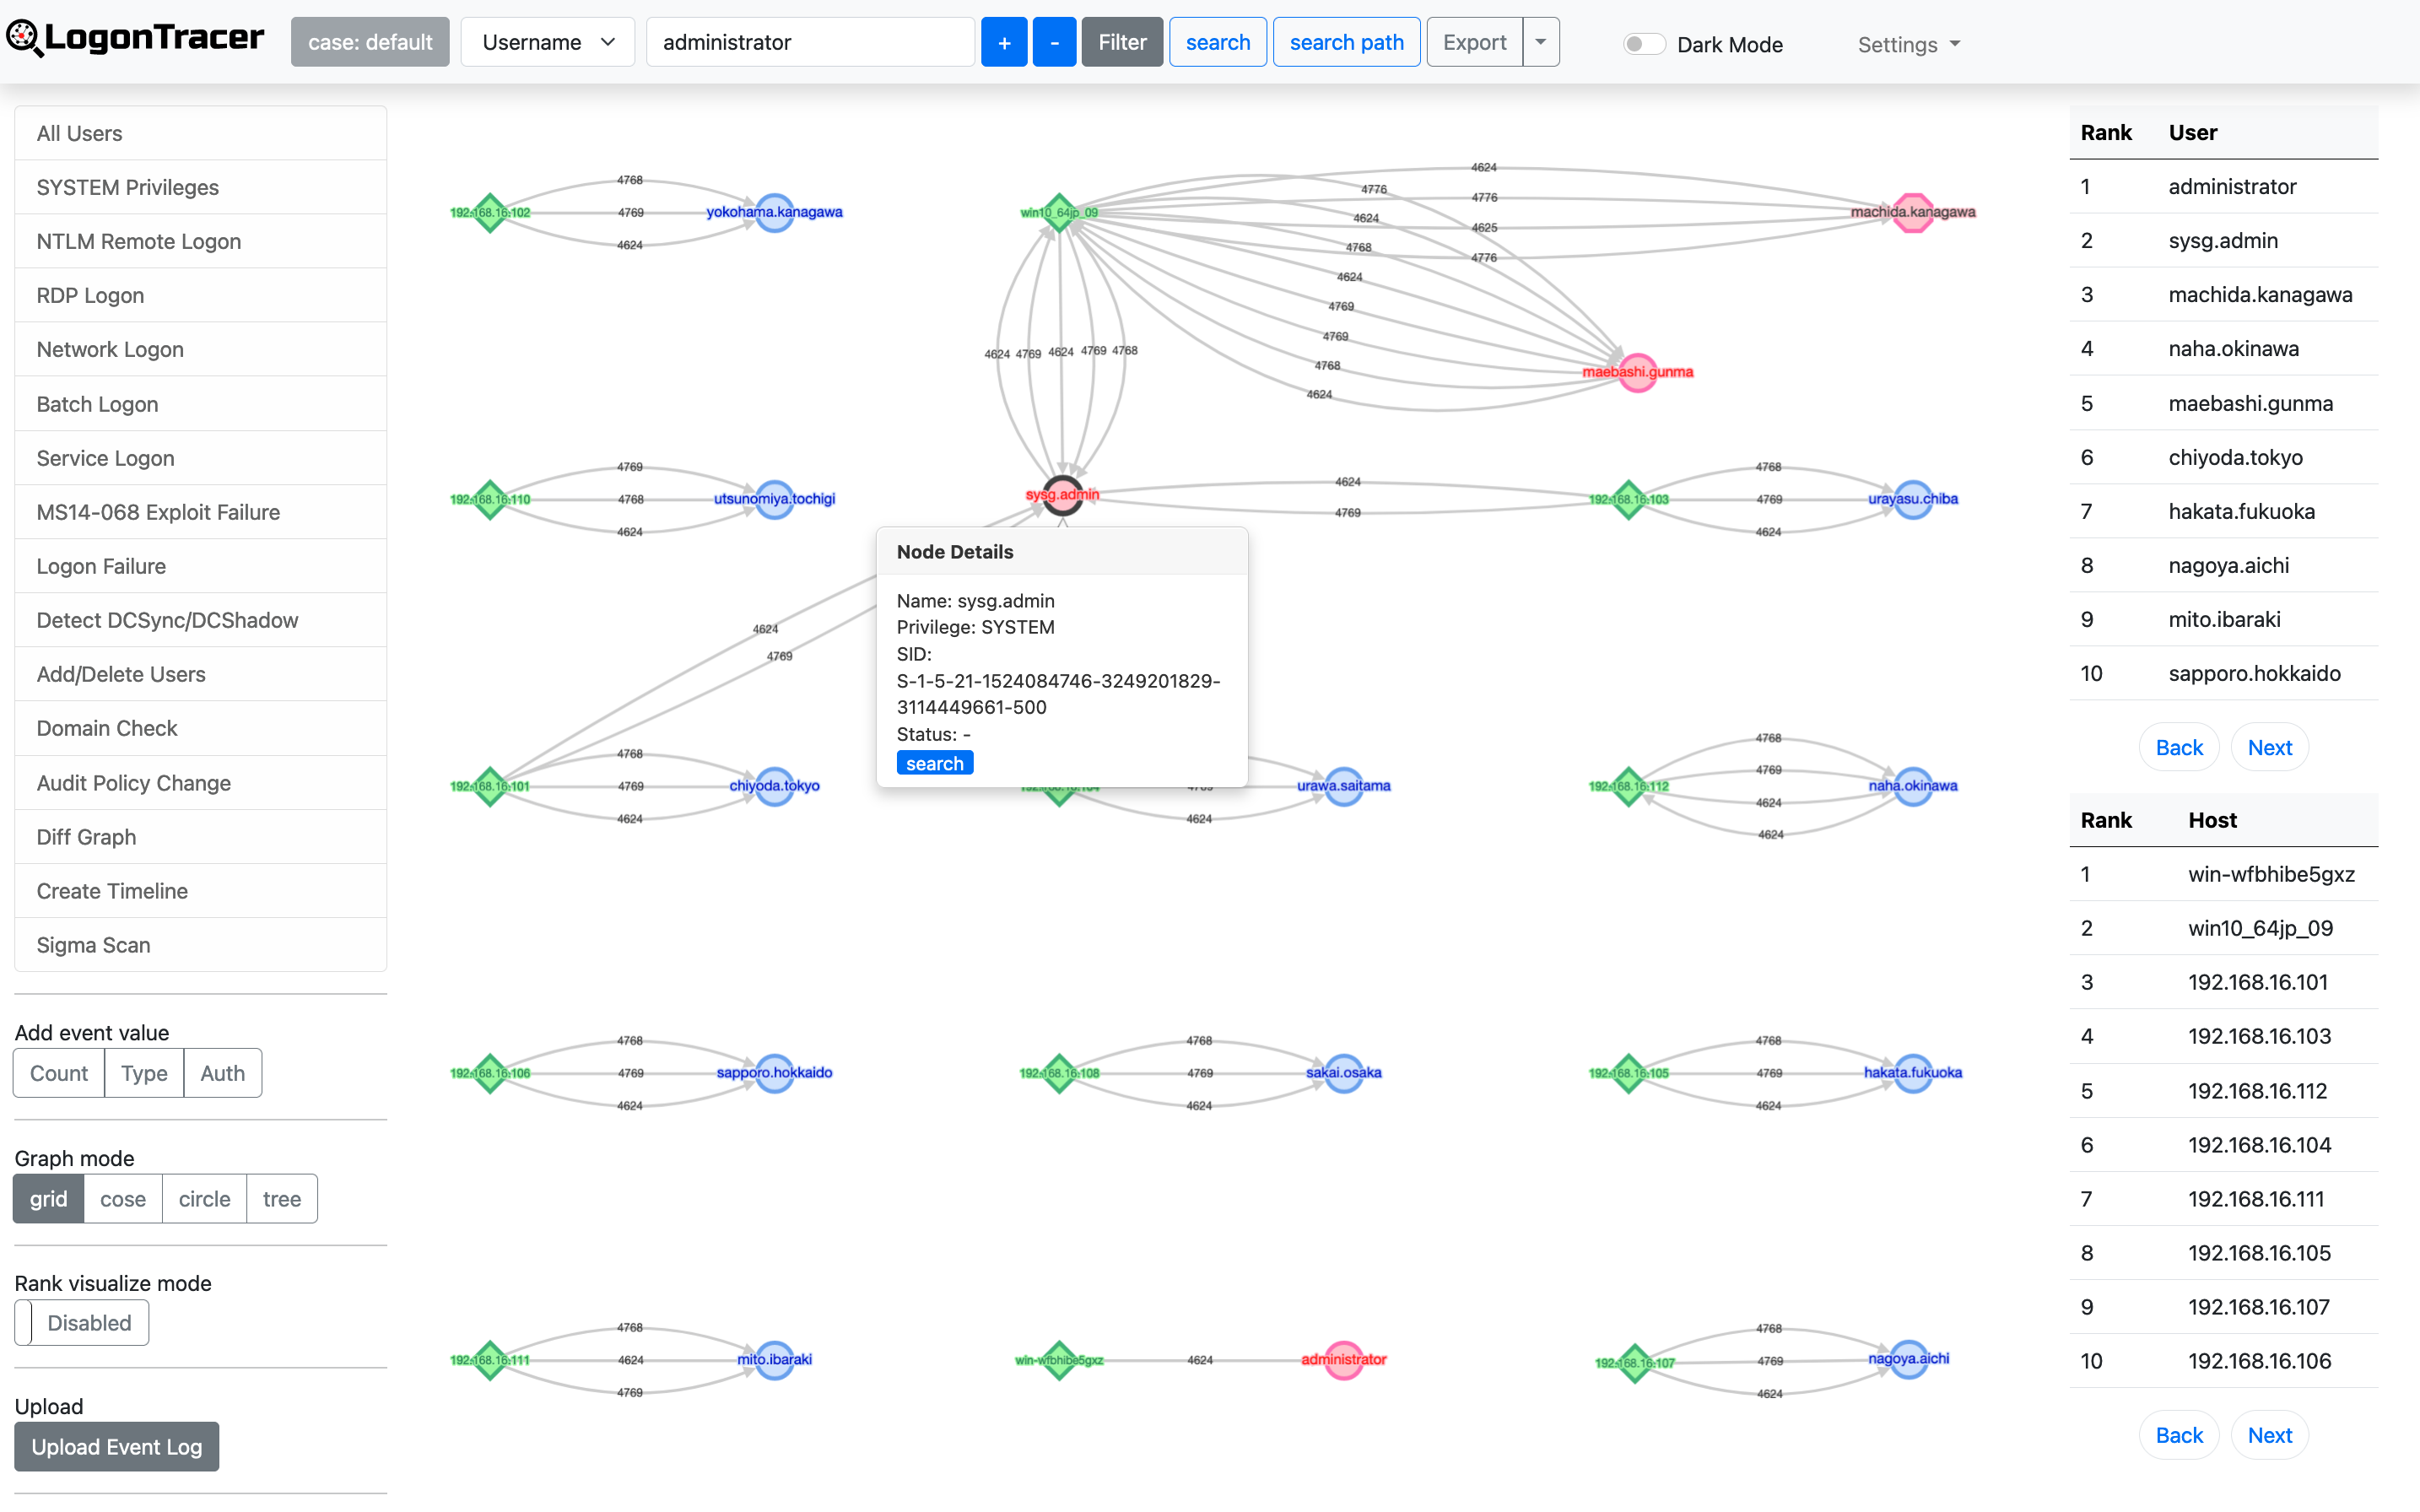 LogonTracer
case: default
Username
administrator
+
-
Filter
search
search path
Export
Dark Mode
Settings
All Users
SYSTEM Privileges
NTLM Remote Logon
RDP Logon
Network Logon
Batch Logon
Service Logon
MS14-068 Exploit Failure
Logon Failure
Detect DCSync/DCShadow
Add/Delete Users
Domain Check
Audit Policy Change
Diff Graph
Create Timeline
Sigma Scan
Add event value
Count Type Auth
Graph mode
grid cose circle tree
Rank visualize mode
Disabled
Upload
Upload Event Log
192.168.16.102
4768
4769
4624
yokohama.kanagawa
win10_64jp_09
4624
4776
4625
4776
machida.kanagawa
4776
4624
4768
4624
4769
4769
4768
4624
maebashi.gunma
4624 4769 4624 4769 4768
192.168.16.110
4769
4768
4624
utsunomiya.tochigi
sysg.admin
4624
4769
192.168.16.103
4768
4769
4624
urayasu.chiba
4624
4769
Node Details
Name: sysg.admin
Privilege: SYSTEM
SID:
S-1-5-21-1524084746-3249201829-
3114449661-500
Status: -
search
192.168.16.101
4768
4769
4624
chiyoda.tokyo
4624
urawa.saitama
192.168.16.112
4768
4769
4624
4624
naha.okinawa
192.168.16.106
4768
4769
4624
sapporo.hokkaido
192.168.16.108
4768
4769
4624
sakai.osaka
192.168.16.105
4768
4769
4624
hakata.fukuoka
192.168.16.111
4768
4624
4769
mito.ibaraki
win-wfbhibe5gxz
4624
administrator
192.168.16.107
4768
4769
4624
nagoya.aichi
Rank User
1 administrator
2 sysg.admin
3 machida.kanagawa
4 naha.okinawa
5 maebashi.gunma
6 chiyoda.tokyo
7 hakata.fukuoka
8 nagoya.aichi
9 mito.ibaraki
10 sapporo.hokkaido
Back Next
Rank Host
1 win-wfbhibe5gxz
2 win10_64jp_09
3 192.168.16.101
4 192.168.16.103
5 192.168.16.112
6 192.168.16.104
7 192.168.16.111
8 192.168.16.105
9 192.168.16.107
10 192.168.16.106
Back Next